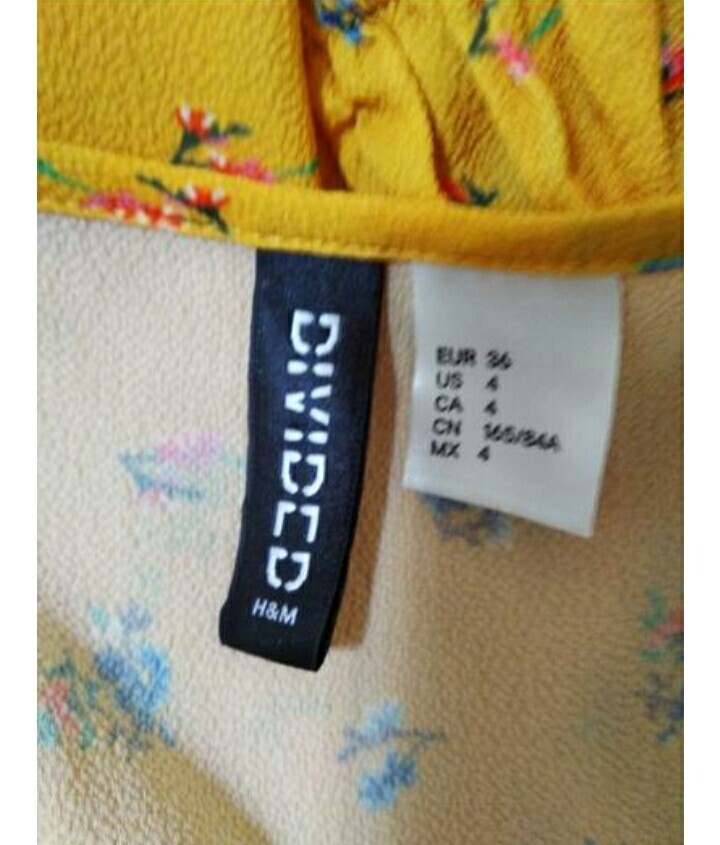 DIVIDED
H&M
EUR 36
US 4
CA 4
CN 165/84A
MX 4